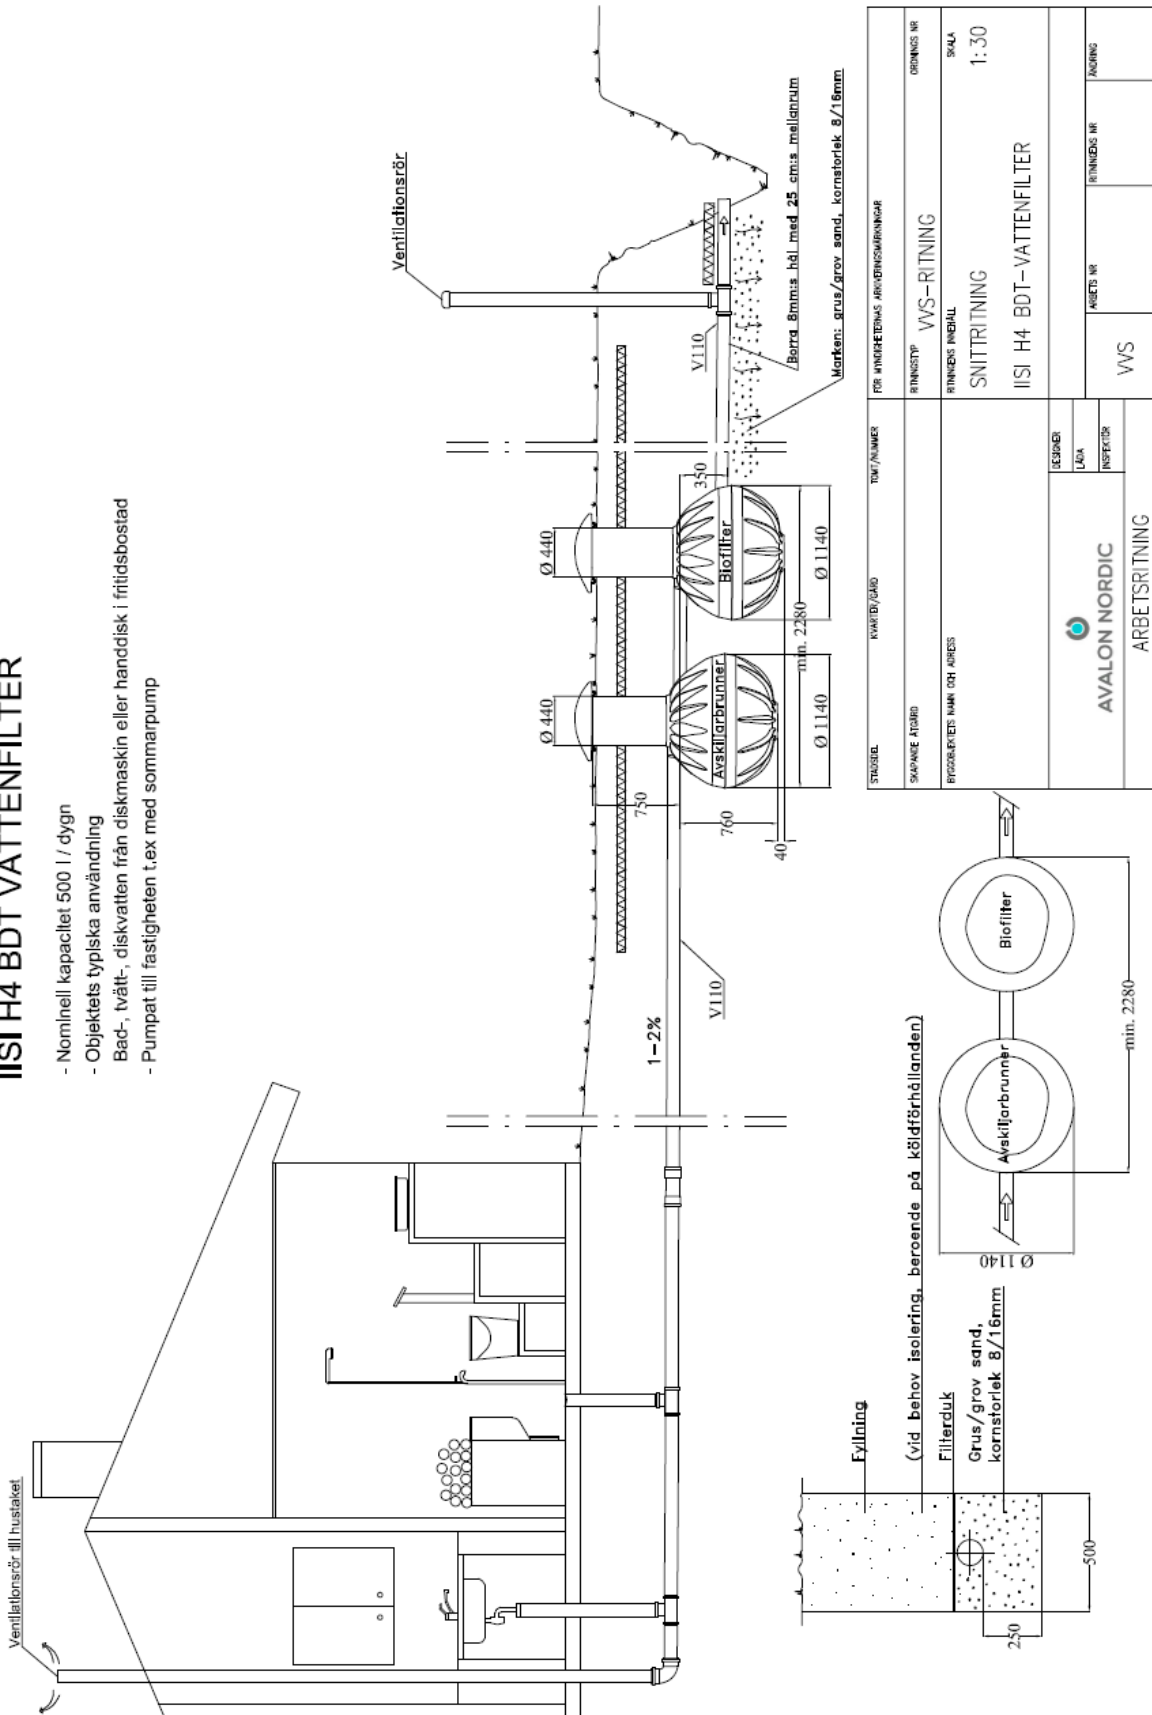 IISI H4 BDT VATTENFILTER
- Nominell kapacitet 500 l / dygn
- Objektets typiska användning
Bad-, tvätt-, diskvatten från diskmaskin eller handdisk i fritidsbostad
- Pumpat till fastigheten t.ex med sommarpump
Ventilationsrör till hustaket
Ventilationsrör
Ø 440
Ø 440
750
350
V110
1-2%
V110
Avskiljarbrunner
Biofilter
760
40
Ø 1140
min. 2280
Ø 1140
Borra 8mm:s hål med 25 cm:s mellanrum
Marken: grus/grov sand, kornstorlek 8/16mm
Fyllning
(vid behov isolering, beroende på köldförhållanden)
Filterduk
Grus/grov sand,
kornstorlek 8/16mm
250
500
Ø 1140
Avskiljarbrunner
Biofilter
min. 2280
STADSDEL
KVARTER/GÅRD
TOMT/NUMMER
FÖR MYNDIGHETERNAS ARKIVERINGSMÄRKNINGAR
SKAPANDE ÅTGÄRD
RITNINGSTYP
VVS-RITNING
ORDNINGS NR
BYGGOBJEKTETS NAMN OCH ADRESS
RITNINGENS INNEHÅLL
SKALA
SNITTRITNING
1:30
IISI H4 BDT-VATTENFILTER
AVALON NORDIC
DESIGNER
LÅDA
INSPEKTÖR
ARBETSRITNING
VVS
ARBETS NR
RITNINGENS NR
ÄNDRING